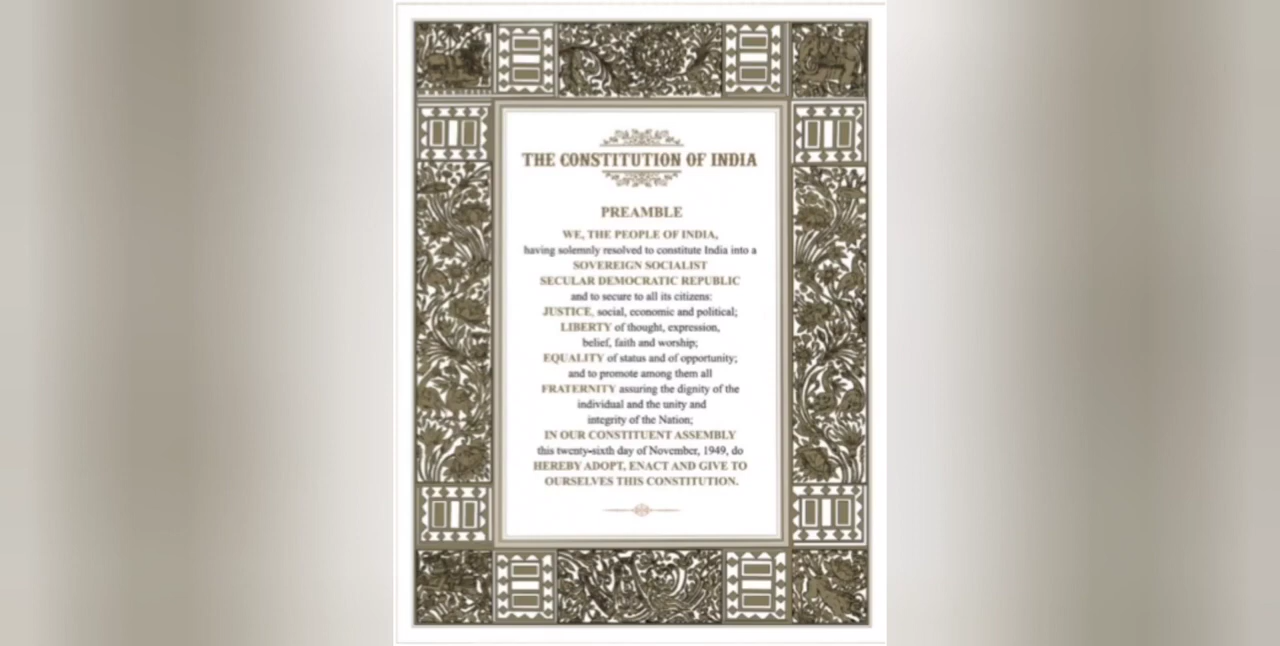 THE CONSTITUTION OF INDIA
PREAMBLE
WE, THE PEOPLE OF INDIA,
having solemnly resolved to constitute India into a
SOVEREIGN SOCIALIST
SECULAR DEMOCRATIC REPUBLIC
and to secure to all its citizens:
JUSTICE, social, economic and political;
LIBERTY of thought, expression,
belief, faith and worship;
EQUALITY of status and of opportunity;
and to promote among them all
FRATERNITY assuring the dignity of the
individual and the unity and
integrity of the Nation;
IN OUR CONSTITUENT ASSEMBLY
this twenty-sixth day of November, 1949, do
HEREBY ADOPT, ENACT AND GIVE TO
OURSELVES THIS CONSTITUTION.